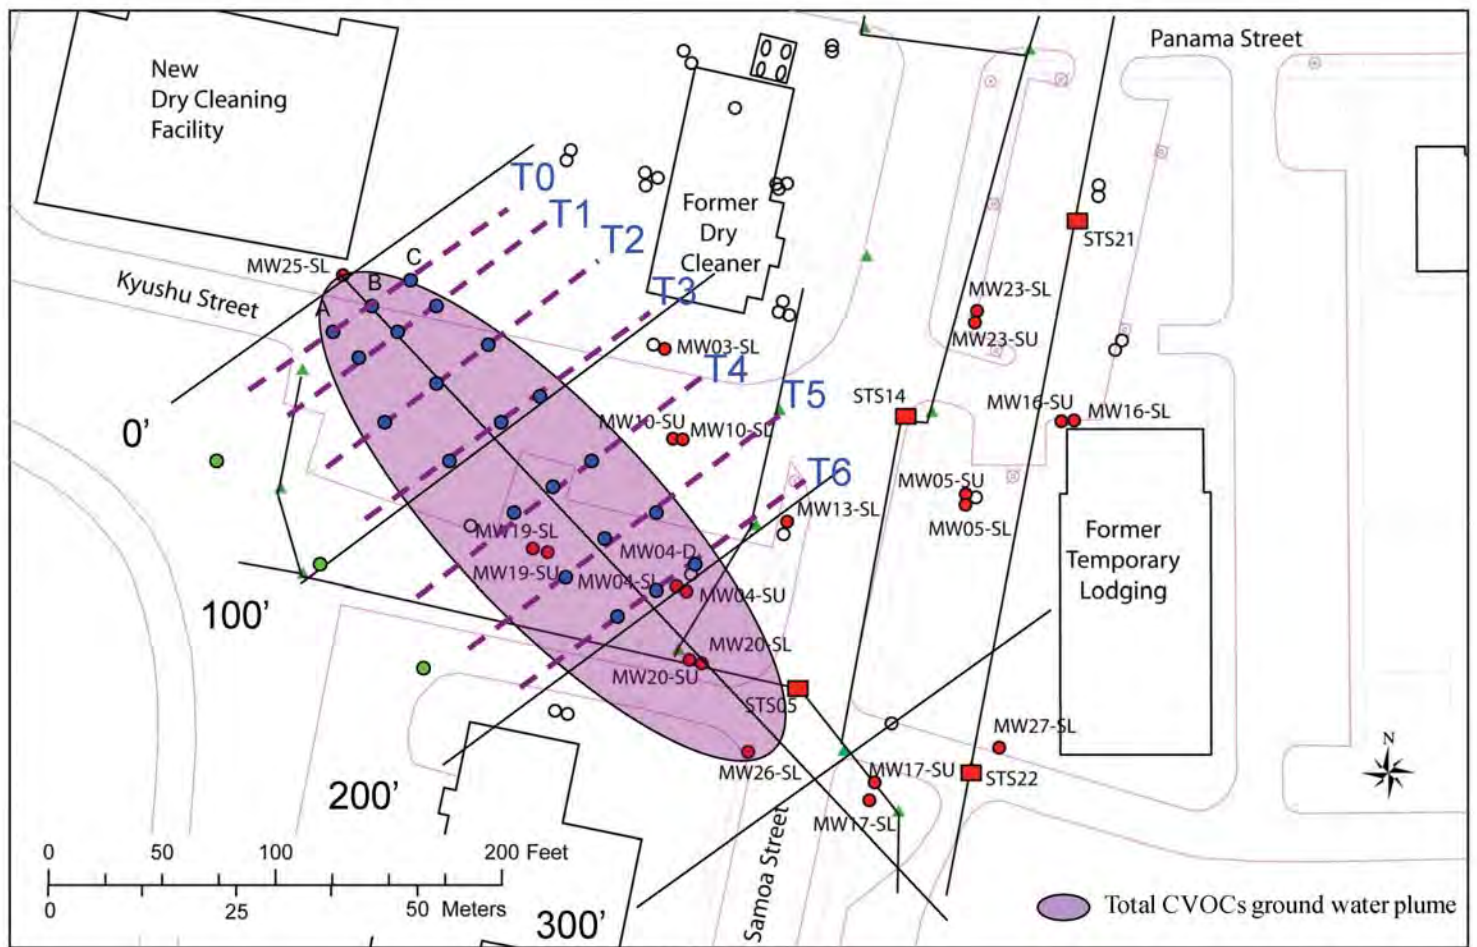 Panama Street
New
Dry Cleaning
Facility
T0
T1
T2
T3
T4
T5
T6
Former
Dry
Cleaner
STS21
MW25-SL
C
B
A
Kyushu Street
MW23-SL
MW23-SU
MW03-SL
STS14
MW16-SU
MW16-SL
MW10-SU
MW10-SL
0'
MW05-SU
MW05-SL
MW13-SL
Former
Temporary
Lodging
MW19-SL
MW19-SU
MW04-D
MW04-SL
MW04-SU
100'
MW20-SL
MW20-SU
STS05
MW27-SL
N
MW26-SL
MW17-SU
STS22
MW17-SL
200'
Samoa Street
0 50 100 200 Feet
0 25 50 Meters
300'
Total CVOCs ground water plume